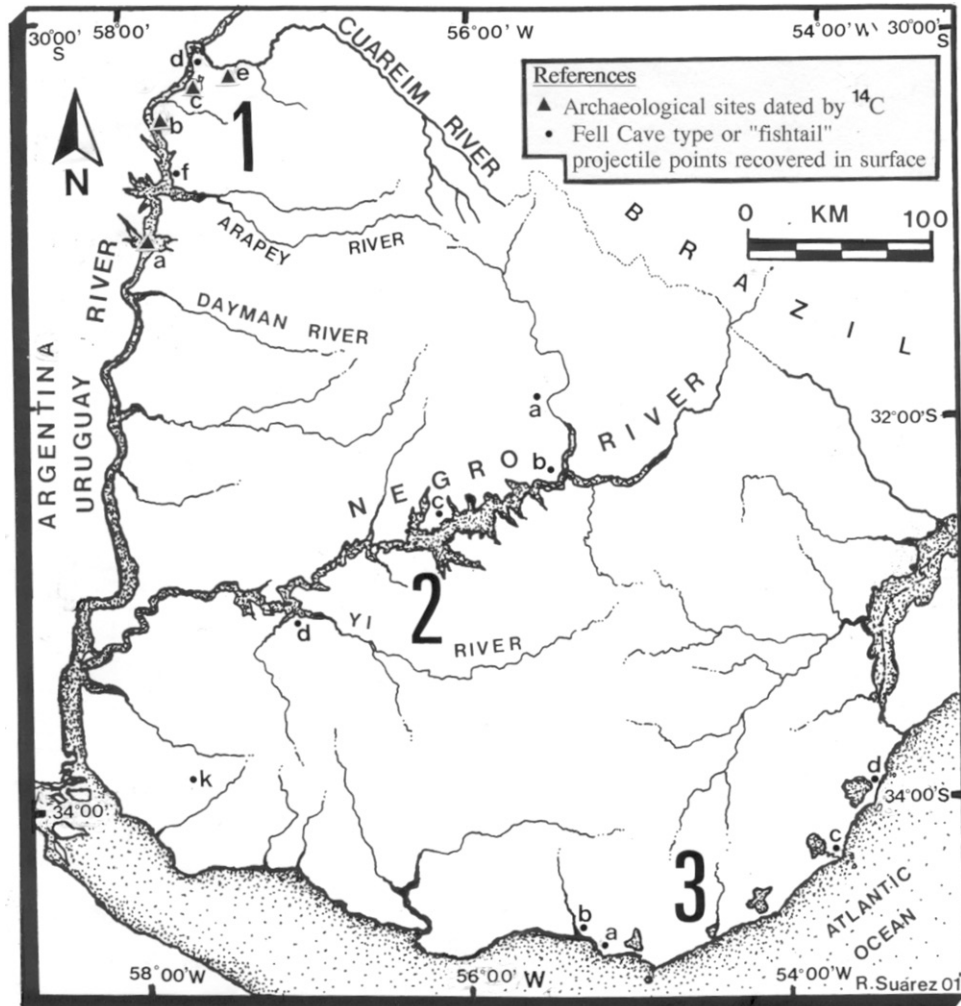 30°00' S
58°00'
56°00' W
54°00' W
30°00' S
References
▲ Archaeological sites dated by ¹⁴C
• Fell Cave type or "fishtail"
projectile points recovered in surface
N
0 KM 100
CUAREIM
RIVER
d
e
c
b
1
f
ARAPEY RIVER
a
DAYMAN RIVER
BRAZIL
ARGENTINA
URUGUAY RIVER
32°00'S
a
b
NEGRO RIVER
c
2
d
YI RIVER
k
34°00'
d
34°00'S
c
3
b
a
ATLANTIC
OCEAN
58°00'W
56°00' W
54°00' W
R.Suárez 01